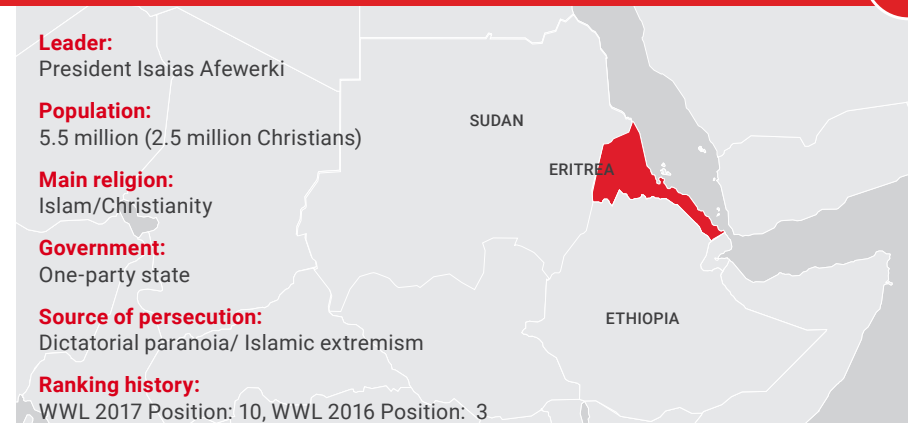 Leader:
President Isaias Afewerki
Population:
5.5 million (2.5 million Christians)
Main religion:
Islam/Christianity
Government:
One-party state
Source of persecution:
Dictatorial paranoia/ Islamic extremism
Ranking history:
WWL 2017 Position: 10, WWL 2016 Position:  3
SUDAN
ERITREA
ETHIOPIA